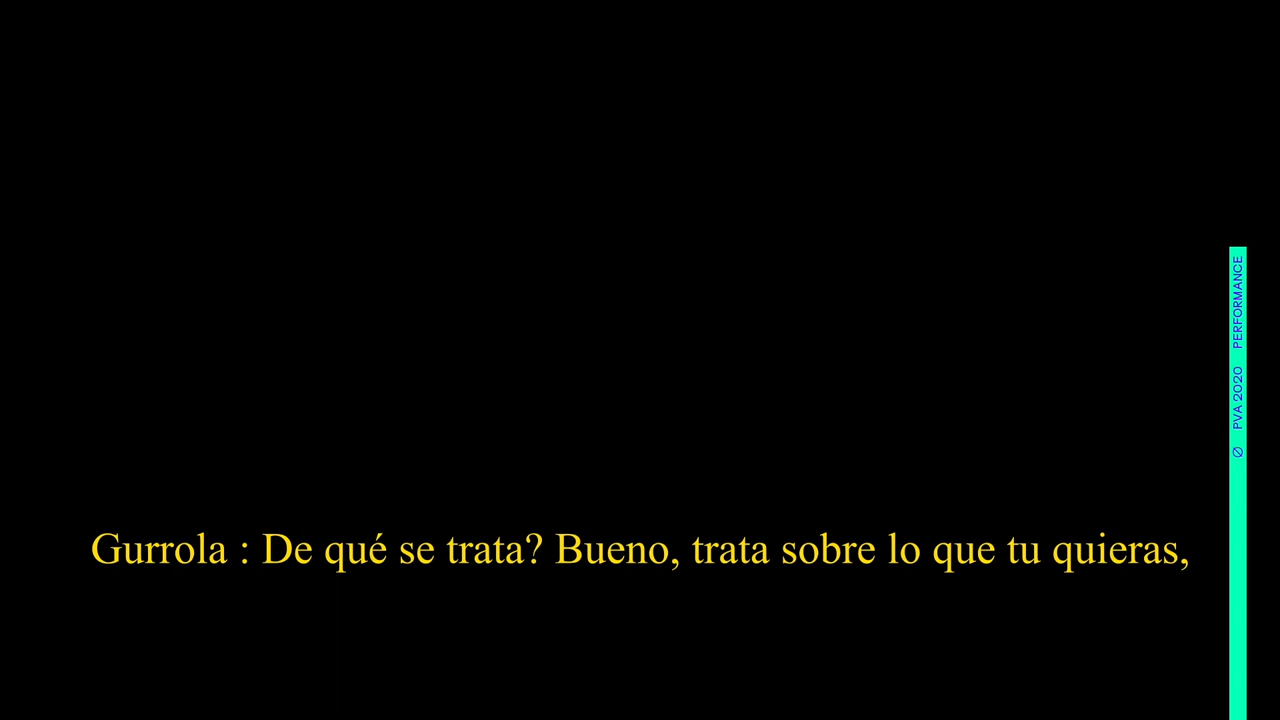 Gurrola : De qué se trata? Bueno, trata sobre lo que tu quieras,
Ø PVA 2020 PERFORMANCE